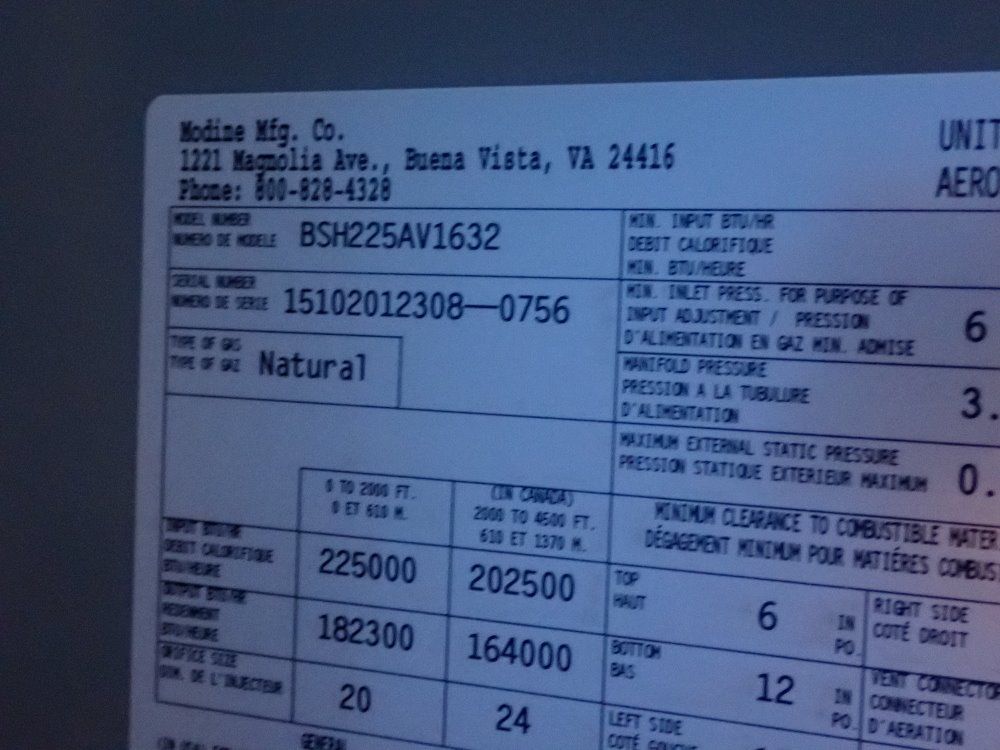 Modine Mfg. Co.
1221 Magnolia Ave., Buena Vista, VA 24416
Phone: 800-828-4328
UNIT
AERO
MODEL NUMBER
NUMERO DE MODELE BSH225AV1632
SERIAL NUMBER
NUMERO DE SERIE 15102012308—0756
TYPE OF GAS
TYPE OF GAZ Natural
MIN. INPUT BTU/HR
DEBIT CALORIFIQUE
MIN. BTU/HEURE
MIN. INLET PRESS. FOR PURPOSE OF
INPUT ADJUSTMENT / PRESSION
D'ALIMENTATION EN GAZ MIN. ADMISE
6
MANIFOLD PRESSURE
PRESSION A LA TUBULURE
D'ALIMENTATION
3.
MAXIMUM EXTERNAL STATIC PRESSURE
PRESSION STATIQUE EXTERIEUR MAXIMUM
0.
0 TO 2000 FT.
0 ET 610 M.
(IN CANADA)
2000 TO 4500 FT.
610 ET 1370 M.
INPUT BTU/HR
DEBIT CALORIFIQUE
BTU/HEURE
225000
202500
OUTPUT BTU/HR
BTU/HEURE
182300
164000
ORIFICE SIZE
DIM. DE L'INJECTEUR
20
24
MINIMUM CLEARANCE TO COMBUSTIBLE MATER
DÉGAGEMENT MINIMUM POUR MATIÉRES COMBUS
TOP
HAUT
6
IN
PO.
RIGHT SIDE
COTÉ DROIT
BOTTOM
BAS
12
IN
PO.
VENT CONNECTOR
CONNECTEUR
D'AERATION
LEFT SIDE
COTÉ GAUCHE
GENERAL